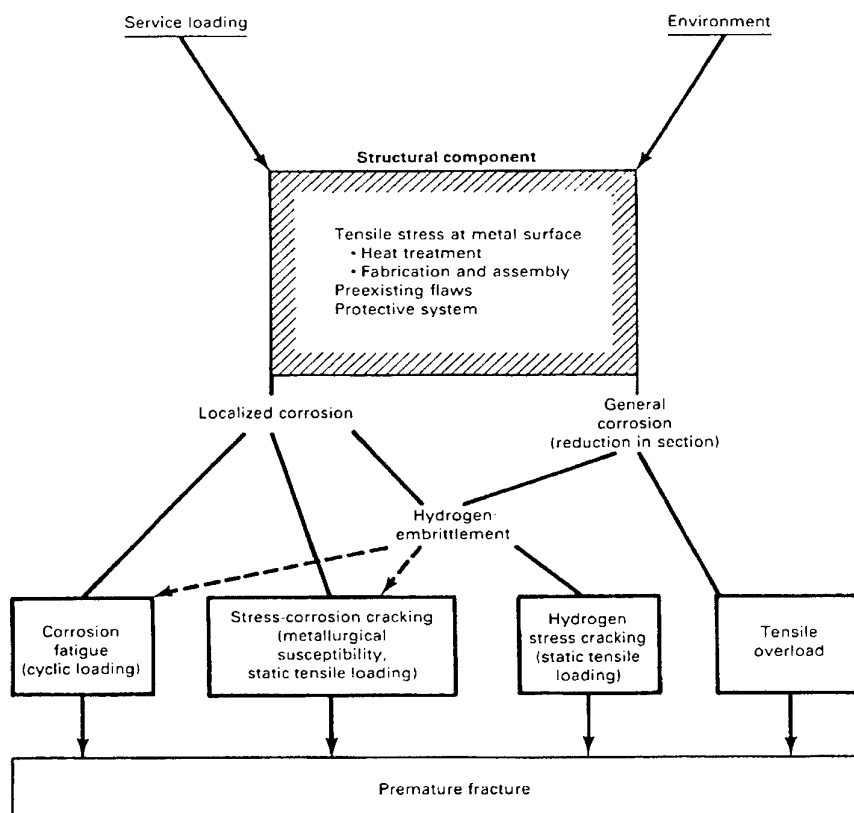 Service loading
Environment
Structural component
Tensile stress at metal surface
• Heat treatment
• Fabrication and assembly
Preexisting flaws
Protective system
Localized corrosion
General
corrosion
(reduction in section)
Hydrogen-
embrittlement
Corrosion
fatigue
(cyclic loading)
Stress-corrosion cracking
(metallurgical
susceptibility,
static tensile loading)
Hydrogen
stress cracking
(static tensile
loading)
Tensile
overload
Premature fracture